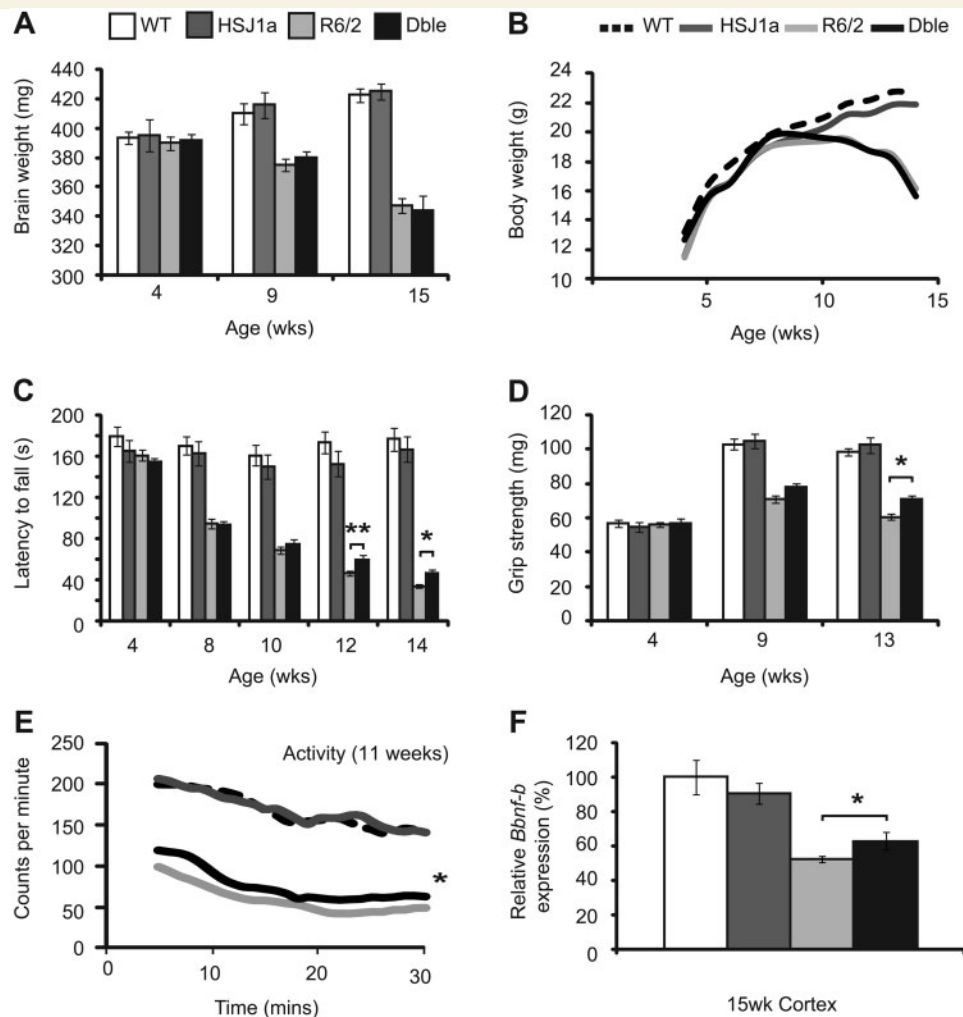 A
WT HSJ1a R6/2 Dble
Brain weight (mg)
440
420
400
380
360
340
320
300
4 9 15
Age (wks)
B
WT HSJ1a R6/2 Dble
Body weight (g)
24
22
20
18
16
14
12
10
5 10 15
Age (wks)
C
Latency to fall (s)
200
160
120
80
40
0
** *
4 8 10 12 14
Age (wks)
D
Grip strength (mg)
120
100
80
60
40
20
0
*
4 9 13
Age (wks)
E
Activity (11 weeks)
Counts per minute
250
200
150
100
50
0
*
0 10 20 30
Time (mins)
F
Relative Bbnf-b
expression (%)
120
100
80
60
40
20
0
*
15wk Cortex